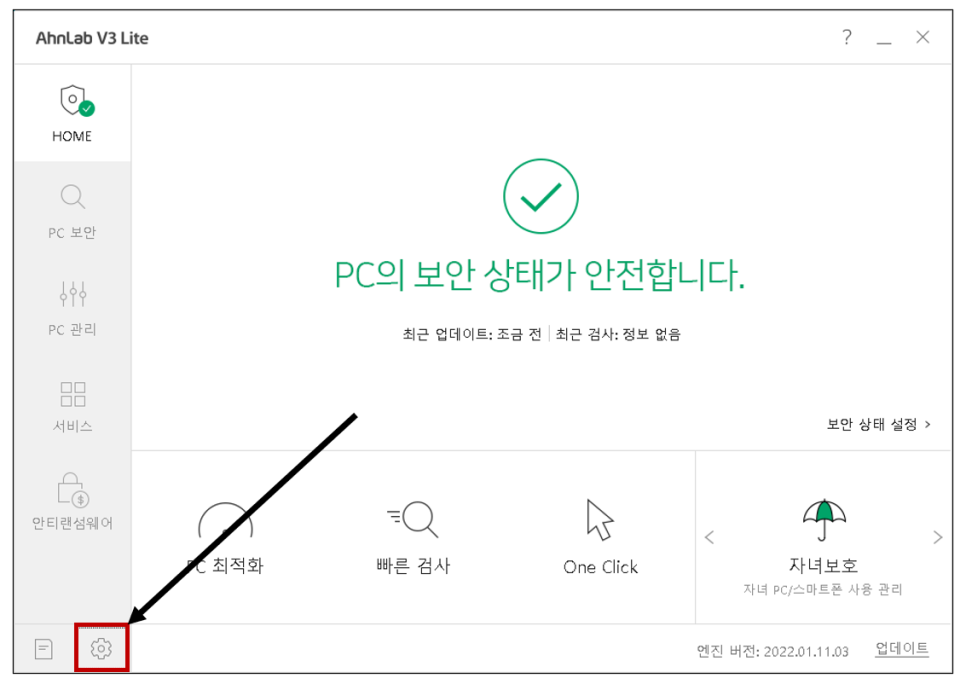 AhnLab V3 Lite
?
HOME
PC 보안
PC 관리
서비스
안티랜섬웨어
PC의 보안 상태가 안전합니다.
최근 업데이트: 조금 전 | 최근 검사: 정보 없음
보안 상태 설정 >
PC 최적화
빠른 검사
One Click
자녀보호
자녀 PC/스마트폰 사용 관리
엔진 버전: 2022.01.11.03 업데이트